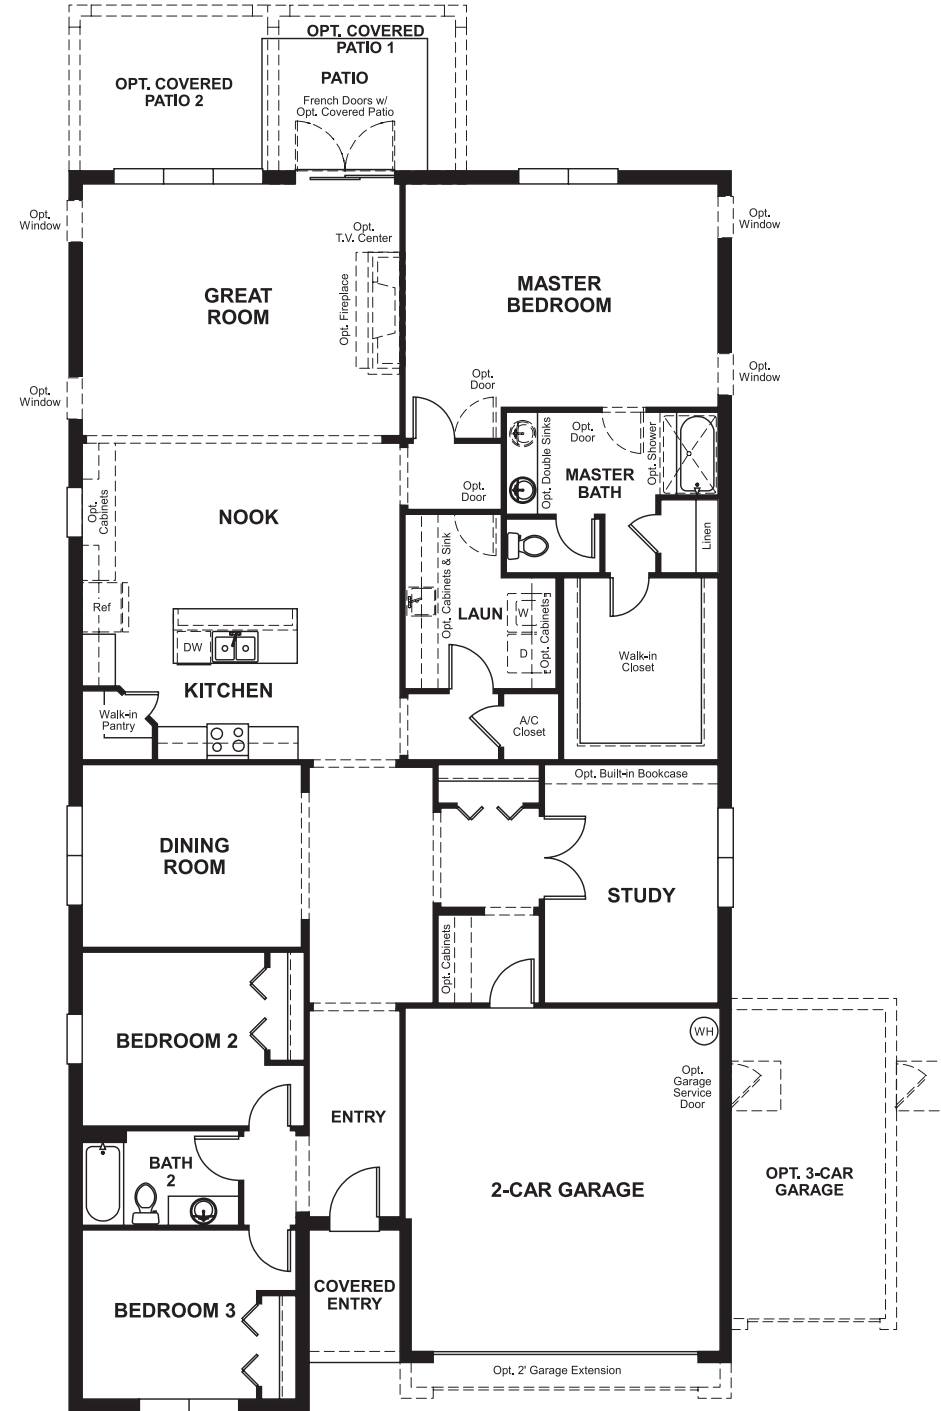 OPT. COVERED
PATIO 1
OPT. COVERED
PATIO 2
PATIO
French Doors w/
Opt. Covered Patio
Opt.
Window
Opt.
T.V. Center
Opt.
Window
GREAT
ROOM
Opt. Fireplace
MASTER
BEDROOM
Opt.
Window
Opt.
Door
Opt.
Window
Opt. Double Sinks
Opt.
Door
Opt. Shower
MASTER
BATH
Opt.
Door
Opt.
Cabinets
NOOK
Linen
Opt. Cabinets & Sink
Ref
LAUN
W
D
Opt. Cabinets
DW
Walk-in
Closet
KITCHEN
Walk-in
Pantry
A/C
Closet
Opt. Built-in Bookcase
DINING
ROOM
STUDY
Opt. Cabinets
BEDROOM 2
WH
Opt.
Garage
Service
Door
ENTRY
BATH
2
2-CAR GARAGE
OPT. 3-CAR
GARAGE
COVERED
ENTRY
BEDROOM 3
Opt. 2' Garage Extension